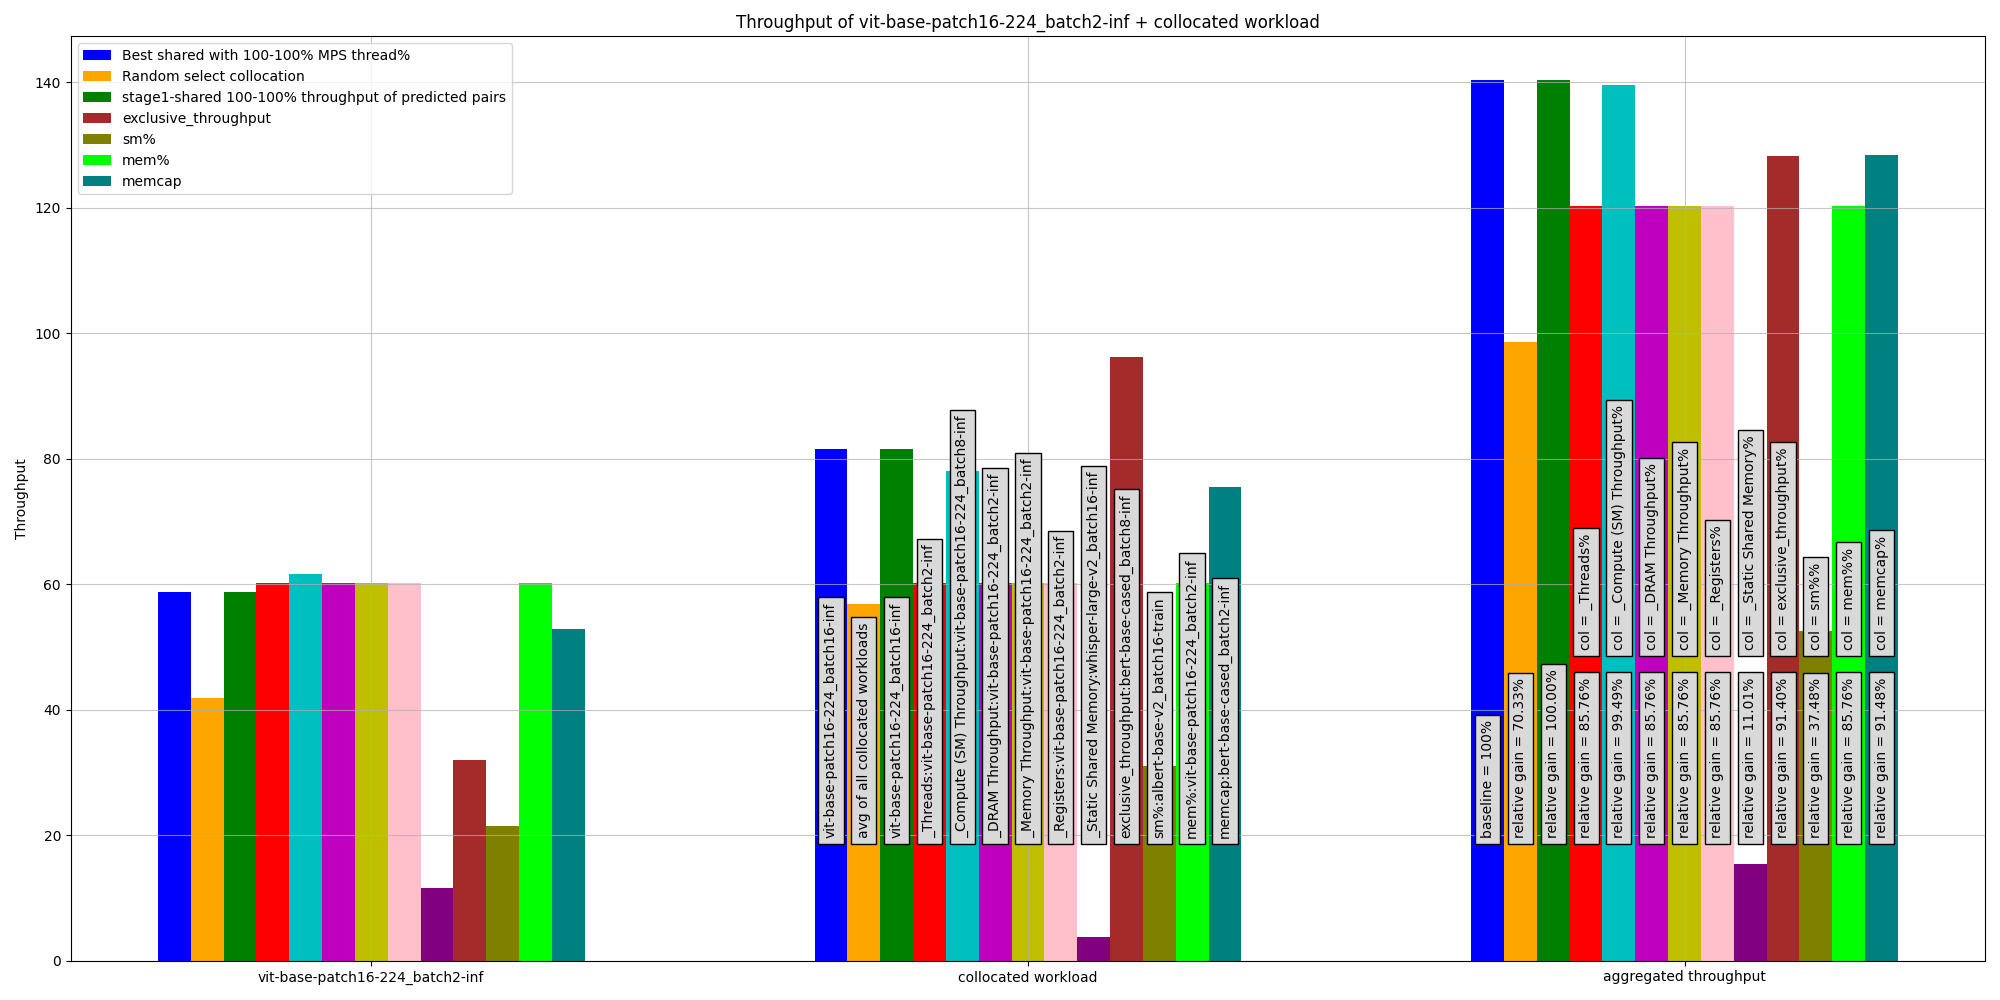 Throughput of vit-base-patch16-224_batch2-inf + collocated workload
Best shared with 100-100% MPS thread%
Random select collocation
stage1-shared 100-100% throughput of predicted pairs
exclusive_throughput
sm%
mem%
memcap
Throughput
140
120
100
80
60
40
20
0
vit-base-patch16-224_batch16-inf
avg of all collocated workloads
vit-base-patch16-224_batch16-inf
_Threads:vit-base-patch16-224_batch2-inf
_Compute (SM) Throughput:vit-base-patch16-224_batch8-inf
_DRAM Throughput:vit-base-patch16-224_batch2-inf
_Memory Throughput:vit-base-patch16-224_batch2-inf
_Registers:vit-base-patch16-224_batch2-inf
_Static Shared Memory:whisper-large-v2_batch16-inf
exclusive_throughput:bert-base-cased_batch8-inf
sm%:albert-base-v2_batch16-train
mem%:vit-base-patch16-224_batch2-inf
memcap:bert-base-cased_batch2-inf
col = _Threads%
col = _Compute (SM) Throughput%
col = _DRAM Throughput%
col = _Memory Throughput%
col = _Registers%
col = _Static Shared Memory%
col = exclusive_throughput%
col = sm%%
col = mem%%
col = memcap%
baseline = 100%
relative gain = 70.33%
relative gain = 100.00%
relative gain = 85.76%
relative gain = 99.49%
relative gain = 85.76%
relative gain = 85.76%
relative gain = 85.76%
relative gain = 11.01%
relative gain = 91.40%
relative gain = 37.48%
relative gain = 85.76%
relative gain = 91.48%
vit-base-patch16-224_batch2-inf
collocated workload
aggregated throughput